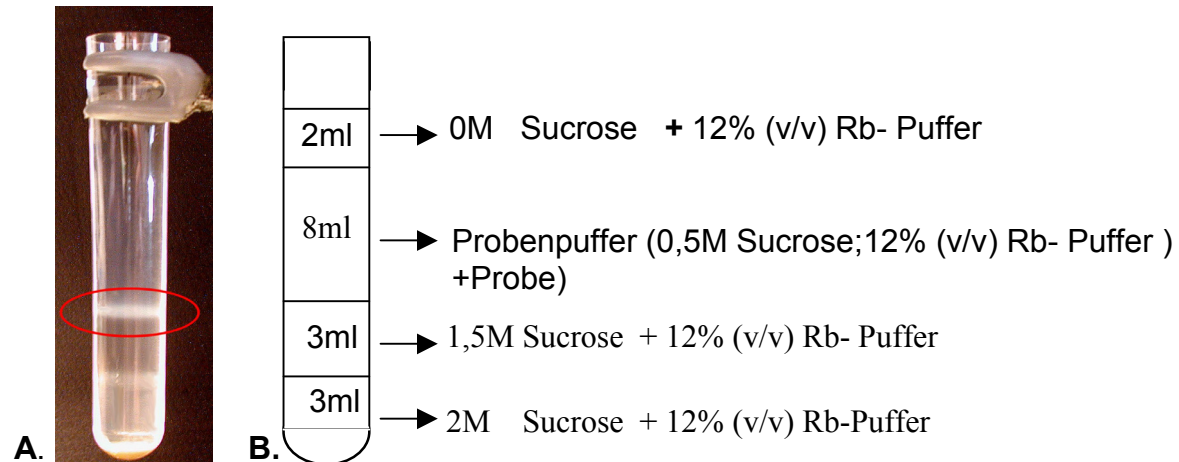 2ml 0M Sucrose + 12% (v/v) Rb- Puffer
8ml Probenpuffer (0,5M Sucrose;12% (v/v) Rb- Puffer )
+Probe)
3ml 1,5M Sucrose + 12% (v/v) Rb- Puffer
3ml 2M Sucrose + 12% (v/v) Rb-Puffer
A. B.